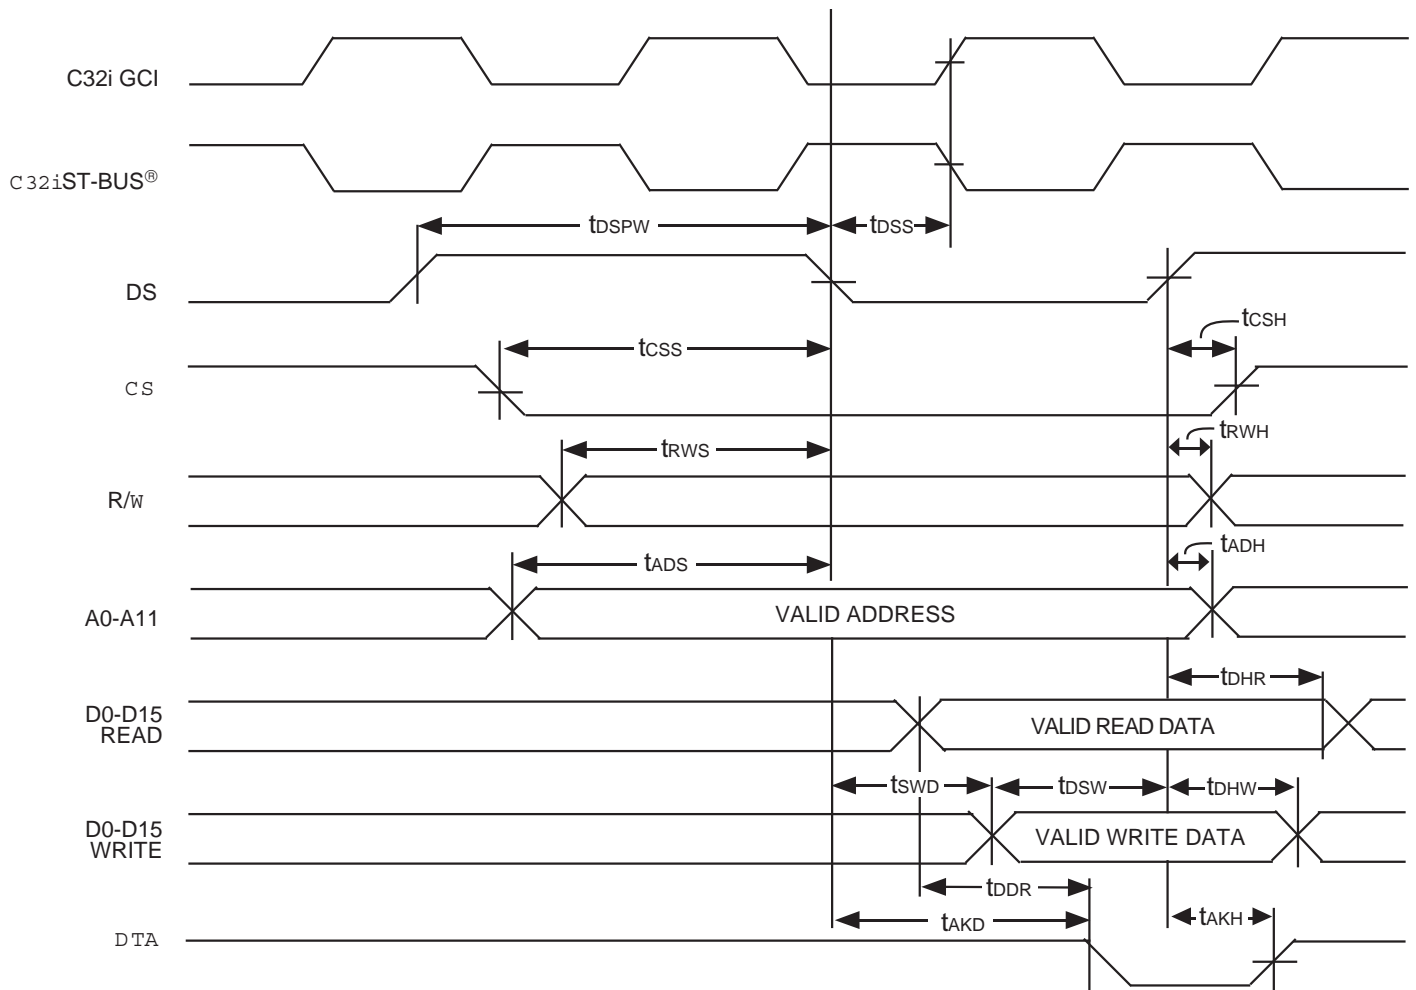 C32i GCI
C32iST-BUS®
tDSPW
tDSS
DS
tCSH
tCSS
CS
tRWH
tRWS
R/W
tADH
tADS
A0-A11
VALID ADDRESS
tDHR
D0-D15
READ
VALID READ DATA
tSWD
tDSW
tDHW
D0-D15
WRITE
VALID WRITE DATA
tDDR
tAKD
tAKH
DTA